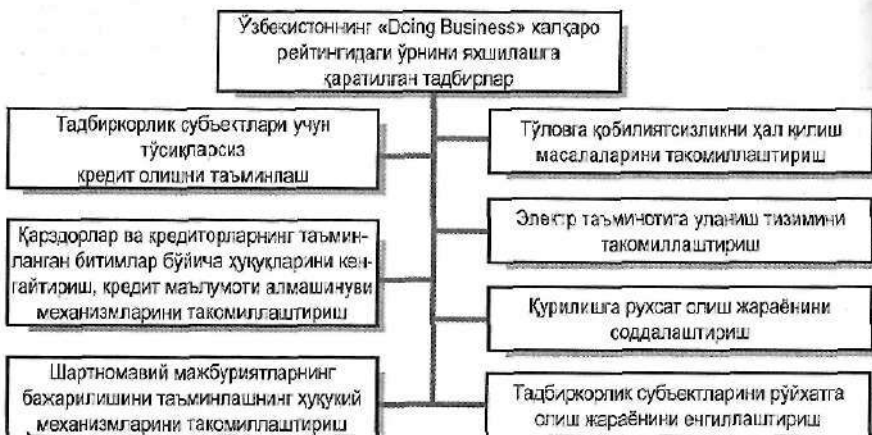 Ўзбекистоннинг «Doing Business» халқаро
рейтингидаги ўрнини яхшилашга
қаратилган тадбирлар
Тадбиркорлик субъектлари учун
тўсиқларсиз
кредит олишни таъминлаш
Қарздорлар ва кредиторларнинг таъмин-
ланган битимлар бўйича ҳуқуқларини кен-
гайтириш, кредит маълумоти алмашинуви
механизмларини такомиллаштириш
Шартномавий мажбуриятларнинг
бажарилишини таъминлашнинг ҳуқуқий
механизмларини такомиллаштириш
Тўловга қобилиятсизликни ҳал қилиш
масалаларини такомиллаштириш
Электр таъминотига уланиш тизимини
такомиллаштириш
Қурилишга рухсат олиш жараёнини
соддалаштириш
Тадбиркорлик субъектларини рўйхатга
олиш жараёнини енгиллаштириш